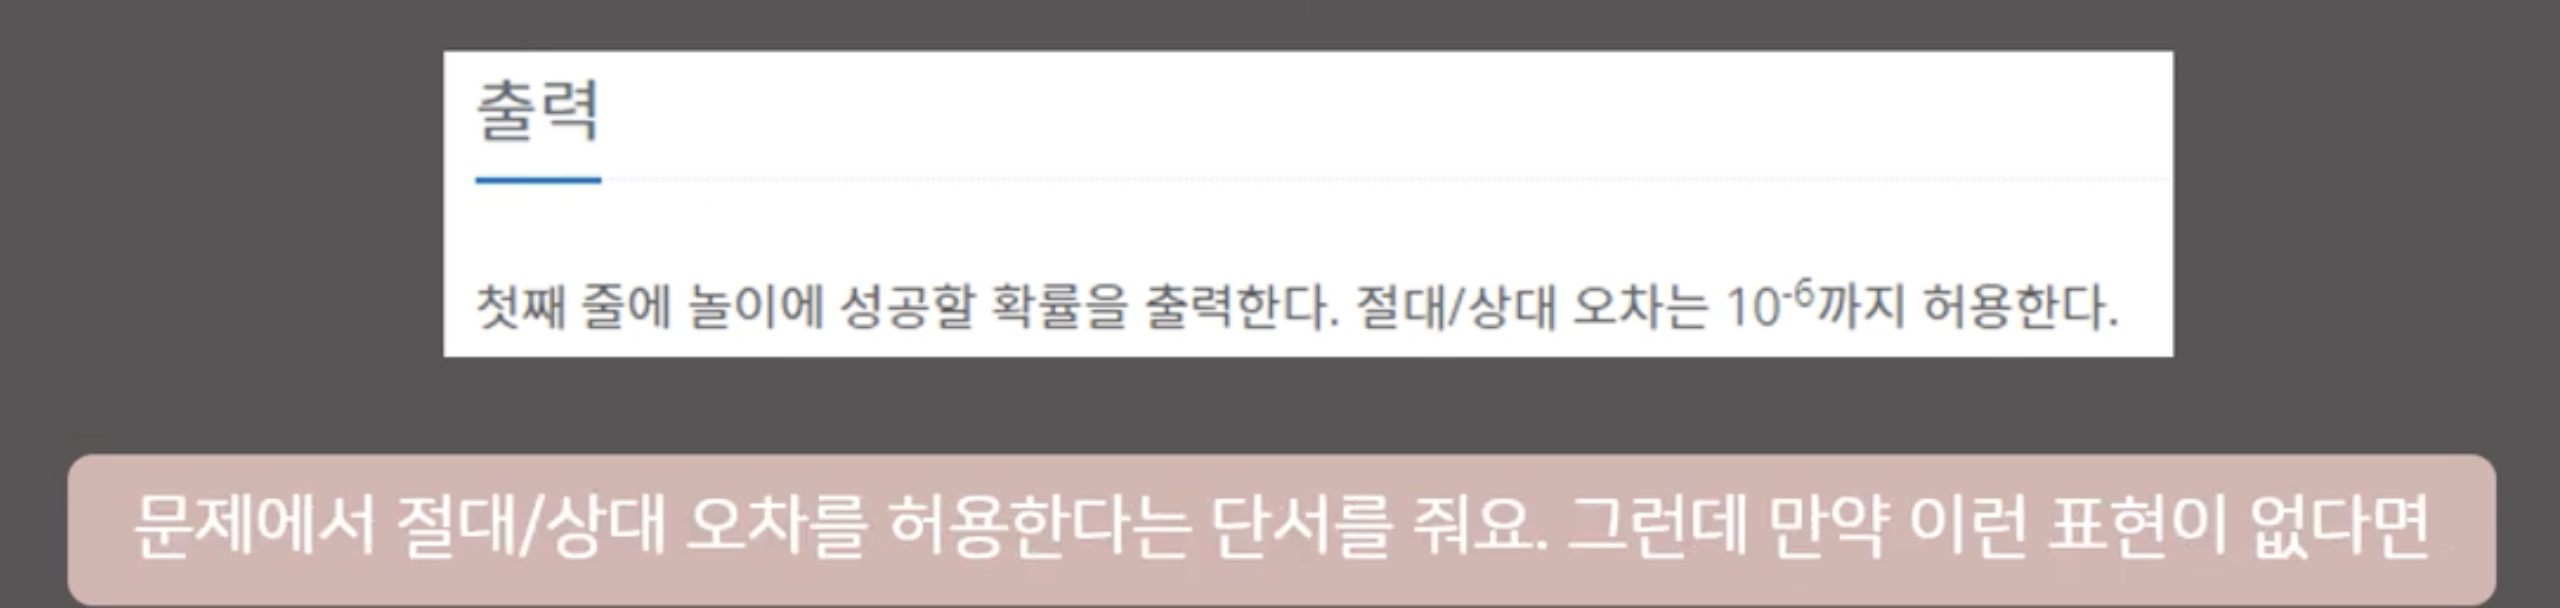 출력
첫째 줄에 놀이에 성공할 확률을 출력한다. 절대/상대 오차는 10⁻⁶까지 허용한다.
문제에서 절대/상대 오차를 허용한다는 단서를 줘요. 그런데 만약 이런 표현이 없다면